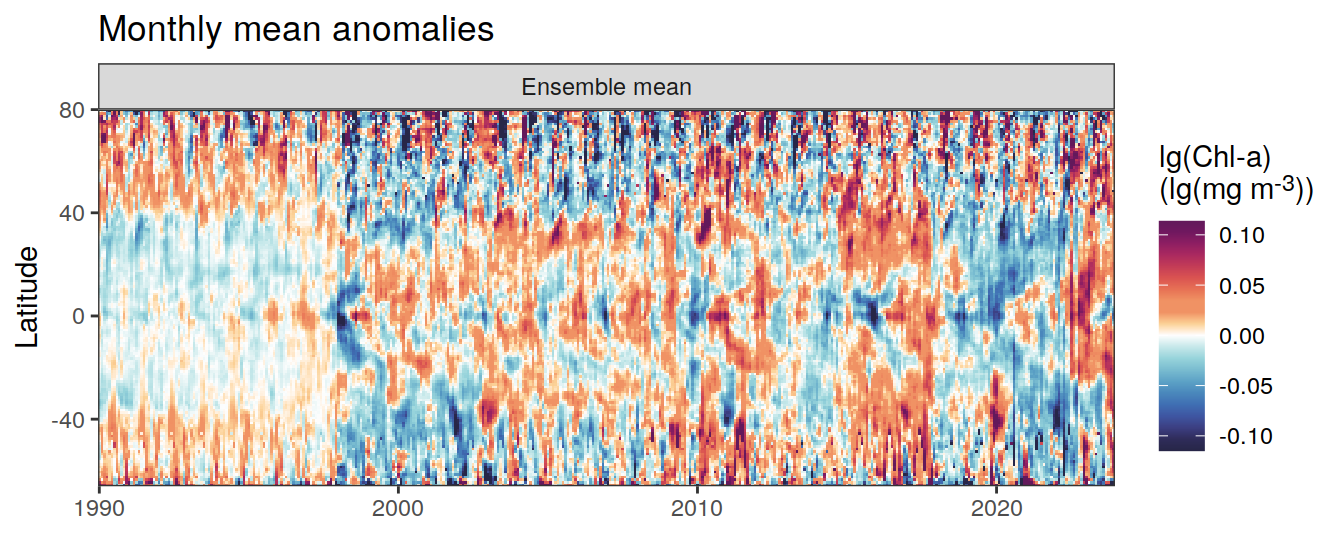 Monthly mean anomalies
Ensemble mean
80
40
0
-40
Latitude
1990
2000
2010
2020
lg(Chl-a)
(lg(mg m⁻³))
0.10
0.05
0.00
-0.05
-0.10